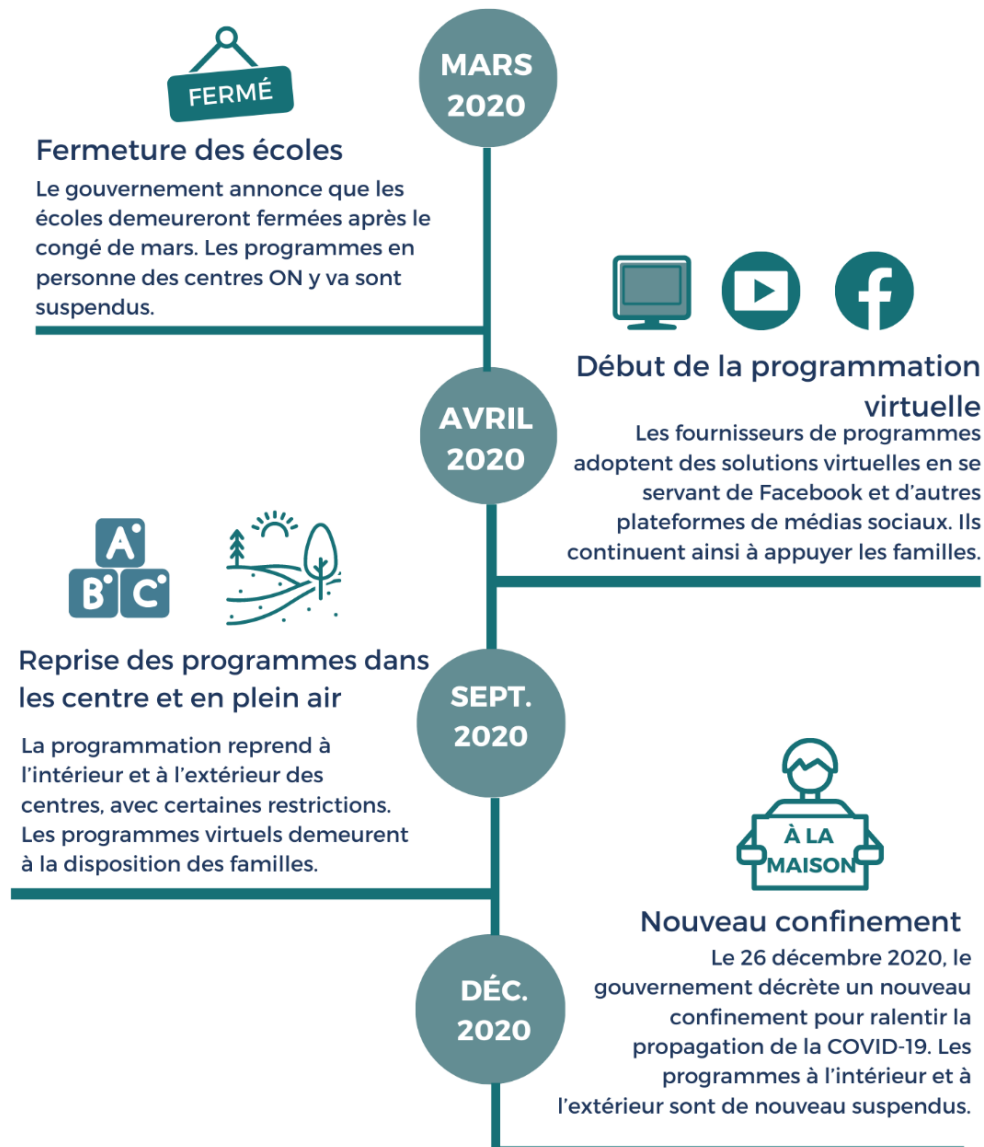 MARS
2020
FERMÉ
Fermeture des écoles
Le gouvernement annonce que les
écoles demeureront fermées après le
congé de mars. Les programmes en
personne des centres ON y va sont
suspendus.
AVRIL
2020
Début de la programmation
virtuelle
Les fournisseurs de programmes
adoptent des solutions virtuelles en se
servant de Facebook et d'autres
plateformes de médias sociaux. Ils
continuent ainsi à appuyer les familles.
A
B C
Reprise des programmes dans
les centre et en plein air
SEPT.
2020
La programmation reprend à
l'intérieur et à l'extérieur des
centres, avec certaines restrictions.
Les programmes virtuels demeurent
à la disposition des familles.
À LA
MAISON
DÉC.
2020
Nouveau confinement
Le 26 décembre 2020, le
gouvernement décrète un nouveau
confinement pour ralentir la
propagation de la COVID-19. Les
programmes à l'intérieur et à
l'extérieur sont de nouveau suspendus.